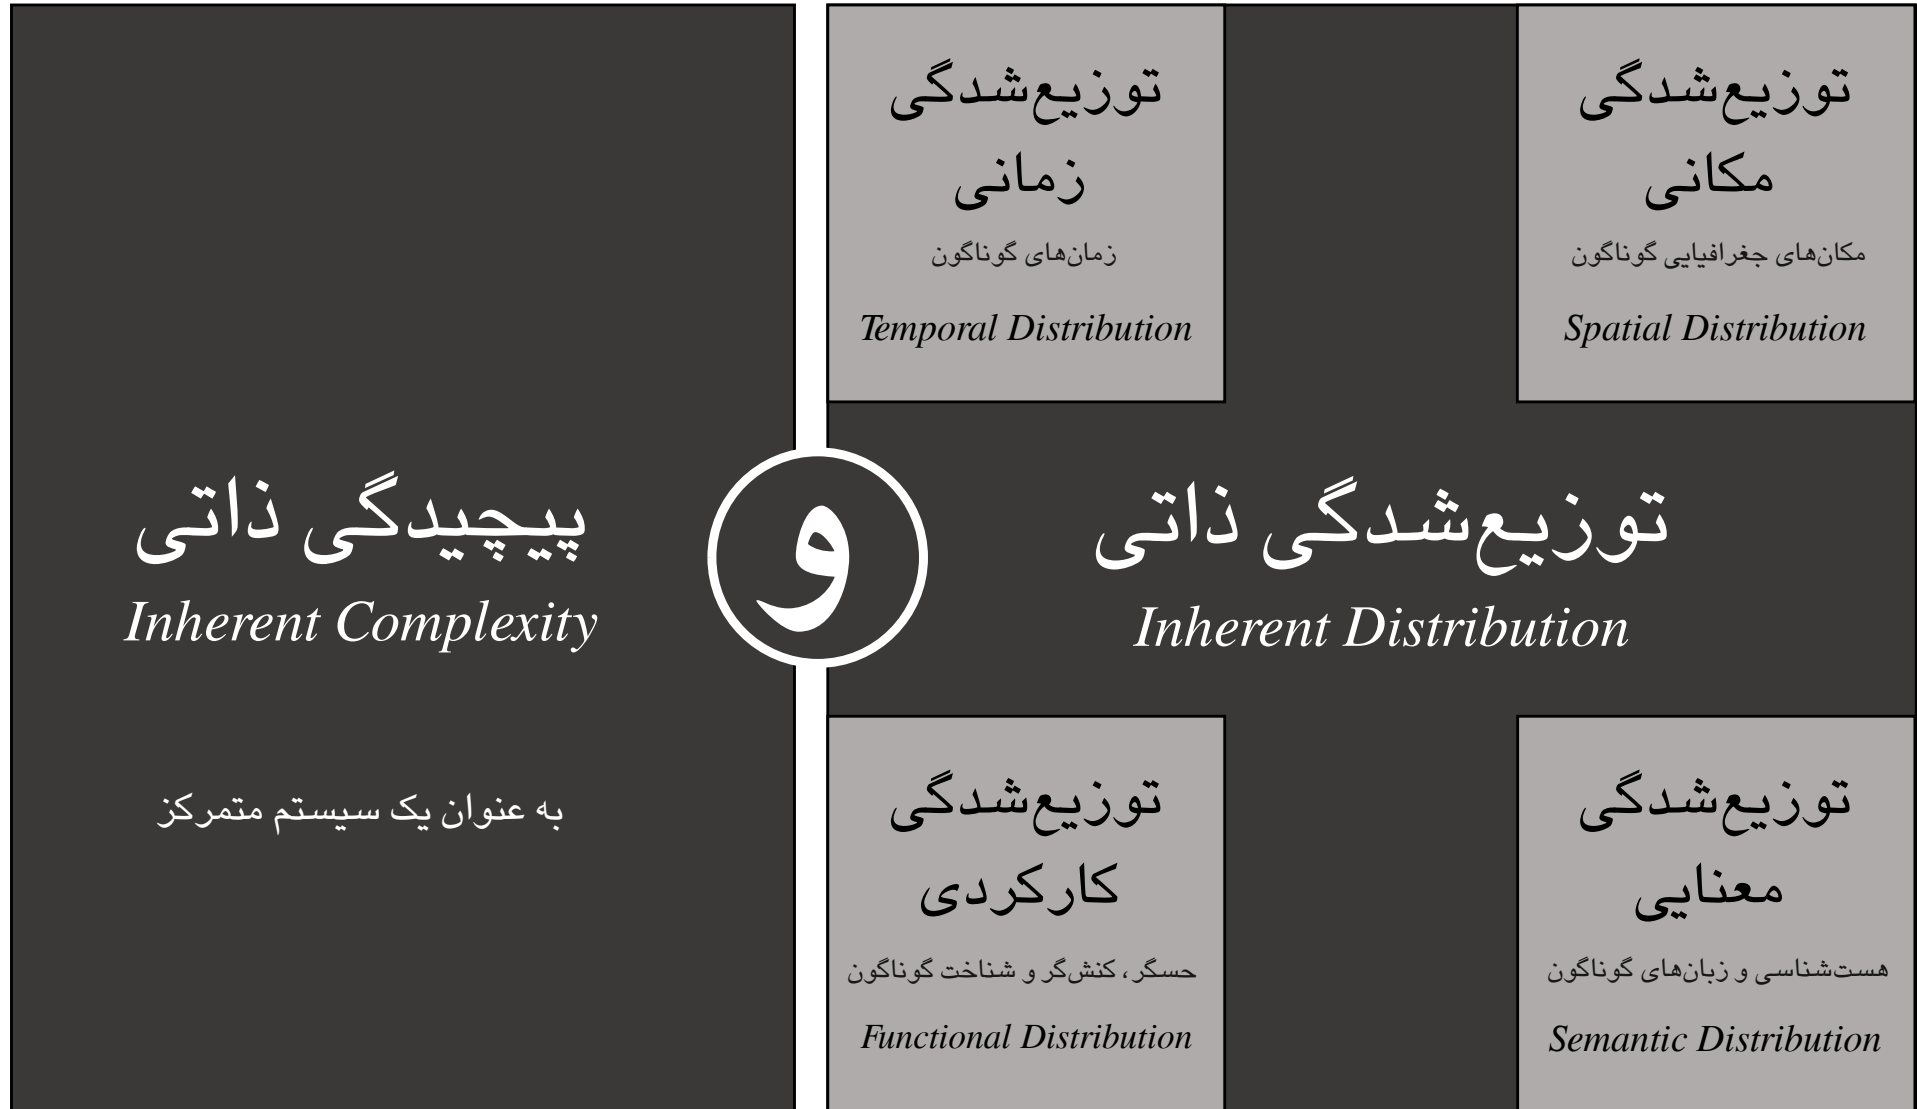 توزیع‌شدگی
مکانی
مکان‌های جغرافیایی گوناگون
Spatial Distribution
توزیع‌شدگی
زمانی
زمان‌های گوناگون
Temporal Distribution
توزیع‌شدگی ذاتی
Inherent Distribution
توزیع‌شدگی
معنایی
هست‌شناسی و زبان‌های گوناگون
Semantic Distribution
توزیع‌شدگی
کارکردی
حسگر، کنش‌گر و شناخت گوناگون
Functional Distribution
و
پیچیدگی ذاتی
Inherent Complexity
به عنوان یک سیستم متمرکز